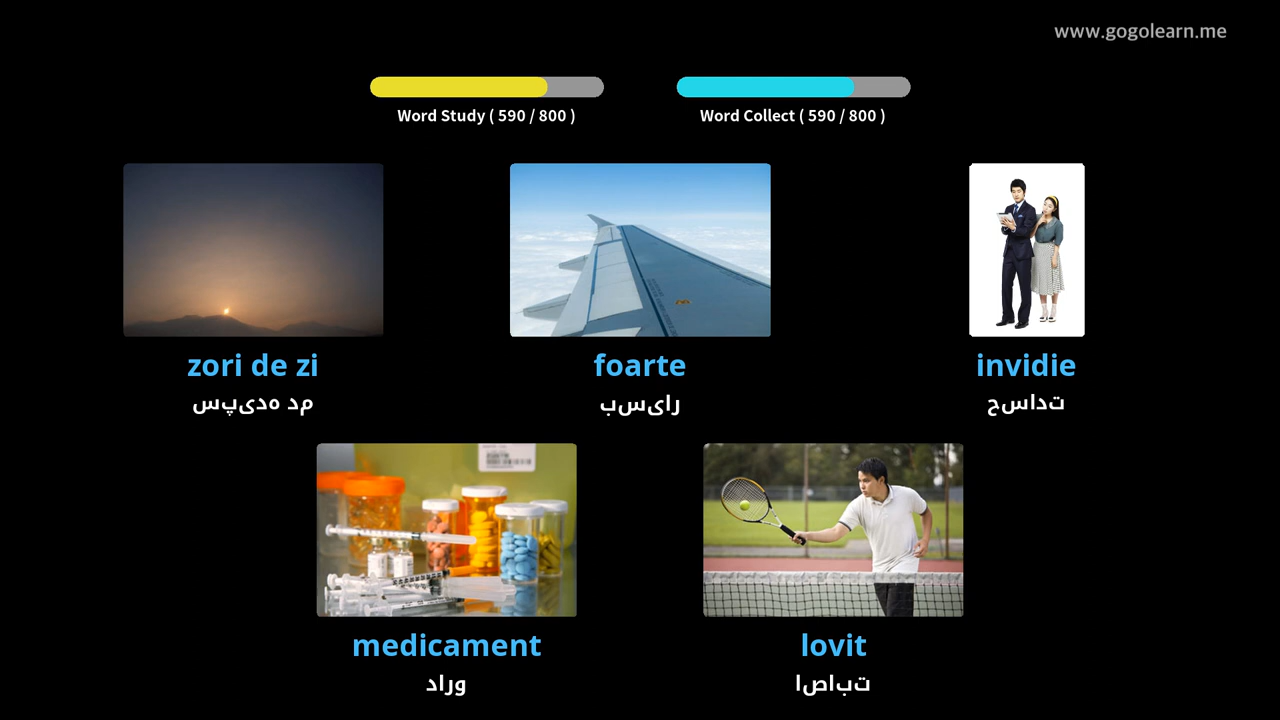 www.gogolearn.me
Word Study ( 590 / 800 )
Word Collect ( 590 / 800 )
zori de zi
مد هدیپس
foarte
رایسب
invidie
تداسح
medicament
وراد
lovit
تباصا